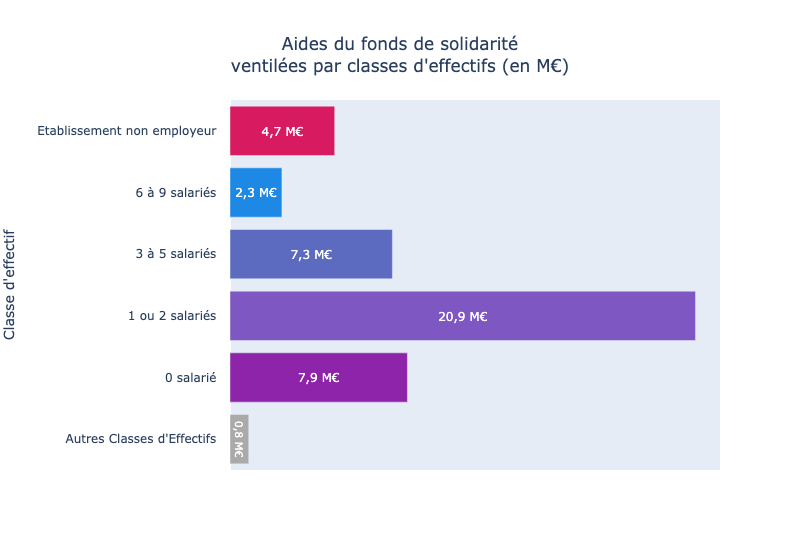 Aides du fonds de solidarité
ventilées par classes d'effectifs (en M€)
Classe d'effectif
Etablissement non employeur
4,7 M€
6 à 9 salariés
2,3 M€
3 à 5 salariés
7,3 M€
1 ou 2 salariés
20,9 M€
0 salarié
7,9 M€
Autres Classes d'Effectifs
0,8 M€